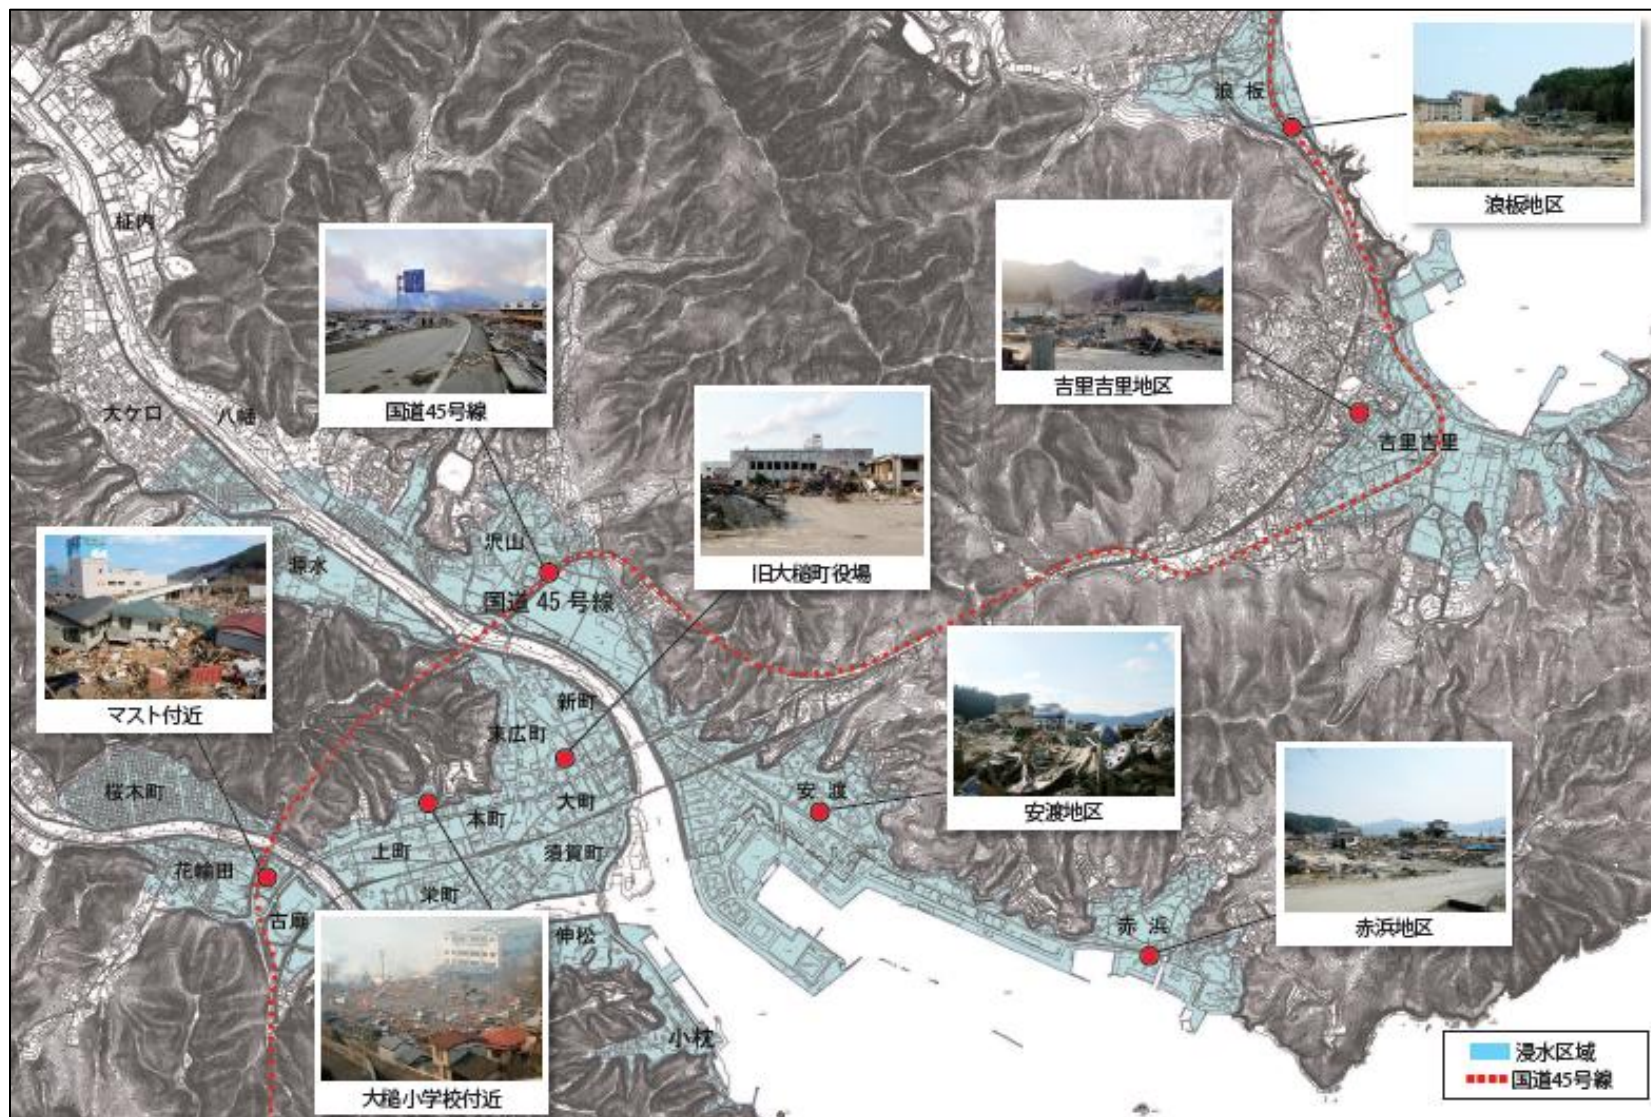 浪板
浪板地区
柾内
国道45号線
吉里吉里地区
大ケ口
八幡
吉里吉里
沢山
旧大槌町役場
源水
国道45号線
マスト付近
新町
末広町
桜木町
安渡
安渡地区
大町
本町
上町
須賀町
花輪田
栄町
古廟
伸松
赤浜
赤浜地区
小枕
大槌小学校付近
浸水区域
国道45号線